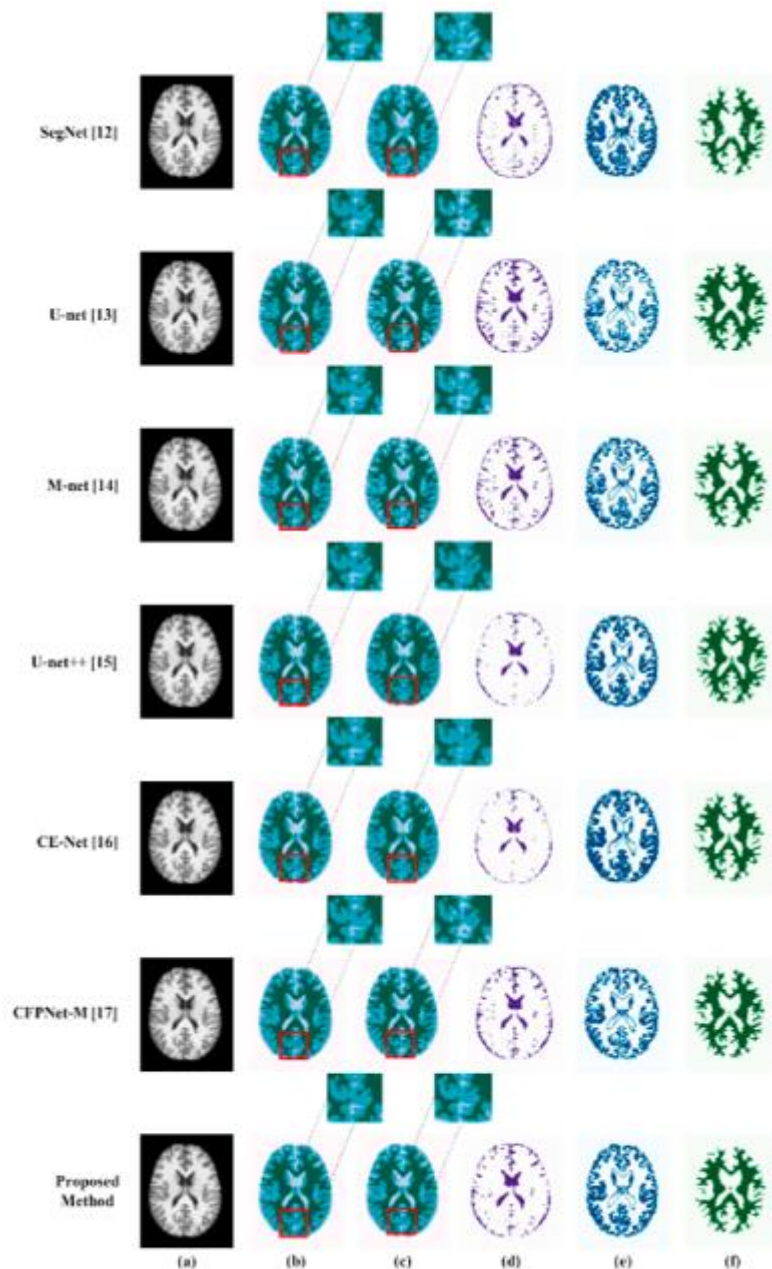 SegNet [12]
U-net [13]
M-net [14]
U-net++ [15]
CE-Net [16]
CFPNet-M [17]
Proposed
Method
(a) (b) (c) (d) (e) (f)